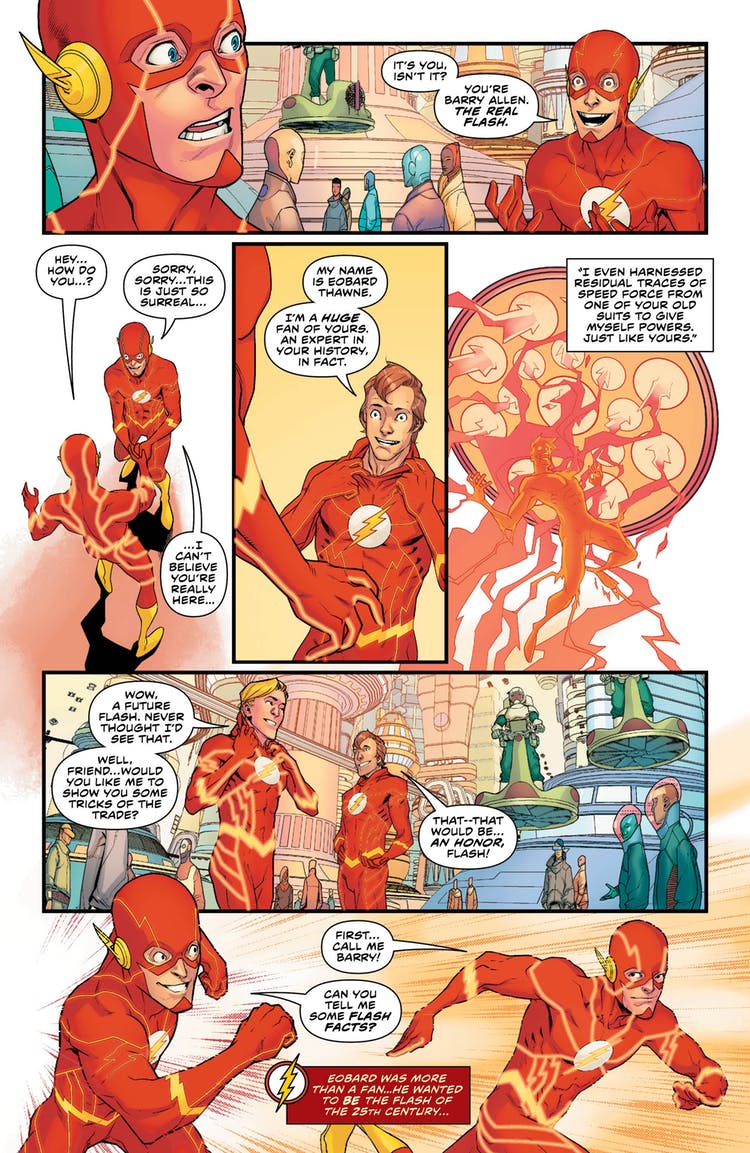 IT'S YOU,
ISN'T IT?
YOU'RE
BARRY ALLEN.
THE REAL
FLASH.
HEY...
HOW DO
YOU...?
SORRY,
SORRY...THIS
IS JUST SO
SURREAL...
...I
CAN'T
BELIEVE
YOU'RE
REALLY
HERE...
MY NAME
IS EOBARD
THAWNE.
I'M A HUGE
FAN OF YOURS.
AN EXPERT IN
YOUR HISTORY,
IN FACT.
"I EVEN HARNESSED
RESIDUAL TRACES OF
SPEED FORCE FROM
ONE OF YOUR OLD
SUITS TO GIVE
MYSELF POWERS.
JUST LIKE YOURS."
WOW,
A FUTURE
FLASH. NEVER
THOUGHT I'D
SEE THAT.
WELL,
FRIEND...WOULD
YOU LIKE ME TO
SHOW YOU SOME
TRICKS OF THE
TRADE?
THAT--THAT
WOULD BE...
AN HONOR,
FLASH!
FIRST...
CALL ME
BARRY!
CAN YOU
TELL ME
SOME FLASH
FACTS?
EOBARD WAS MORE
THAN A FAN...HE WANTED
TO BE THE FLASH OF
THE 25TH CENTURY...